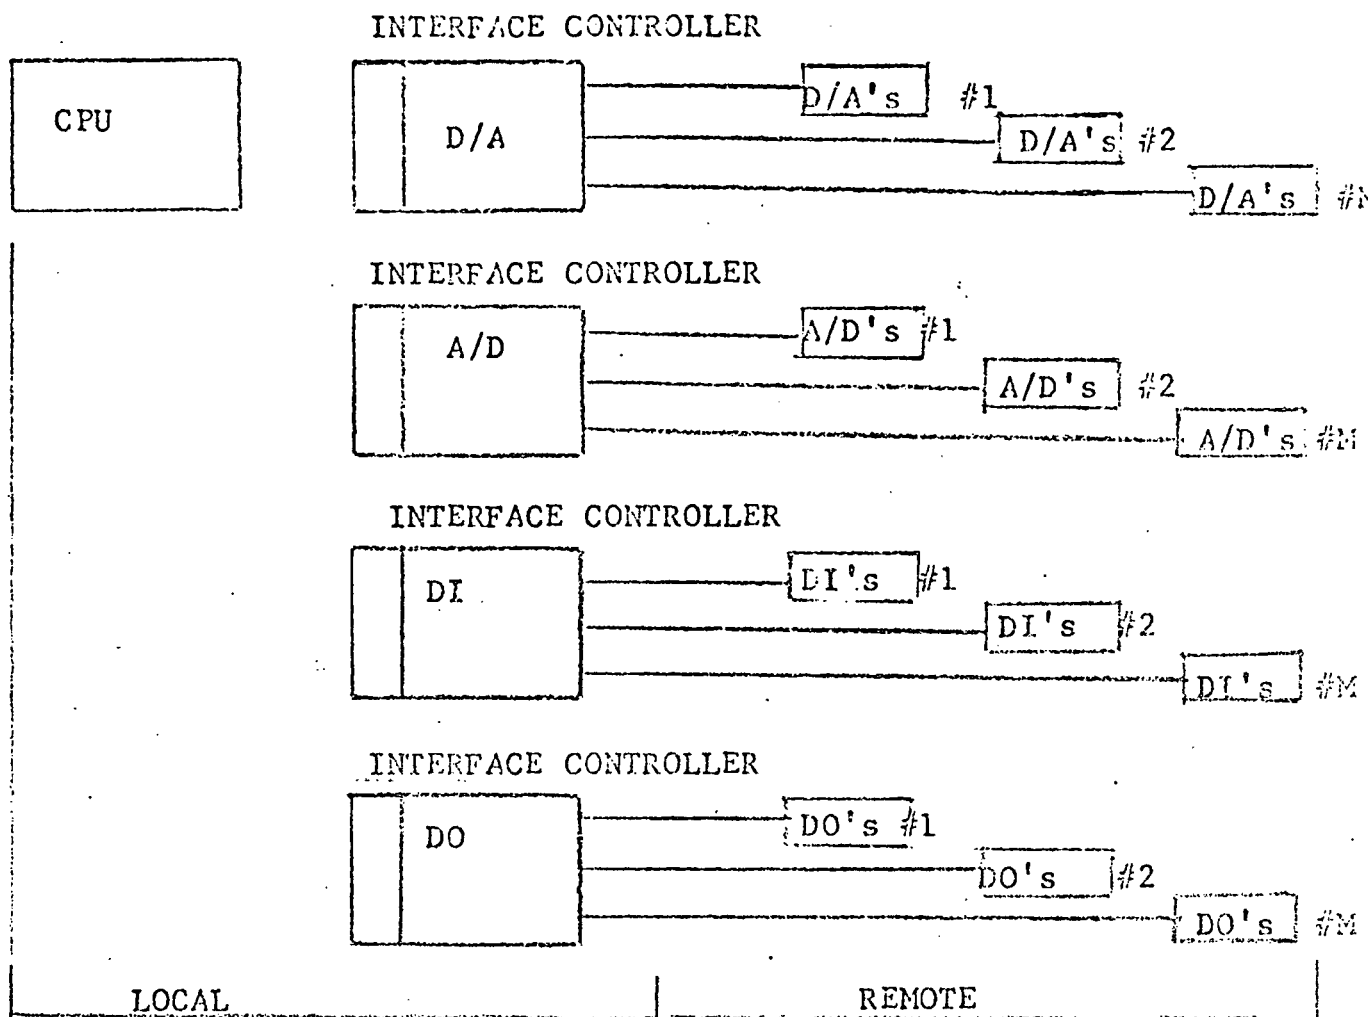 INTERFACE CONTROLLER
CPU
D/A
D/A's #1
D/A's #2
D/A's
INTERFACE CONTROLLER
A/D
A/D's #1
A/D's #2
A/D's #M
INTERFACE CONTROLLER
DI
DI's #1
DI's #2
DI's #M
INTERFACE CONTROLLER
DO
DO's #1
DO's #2
DO's #M
LOCAL
REMOTE